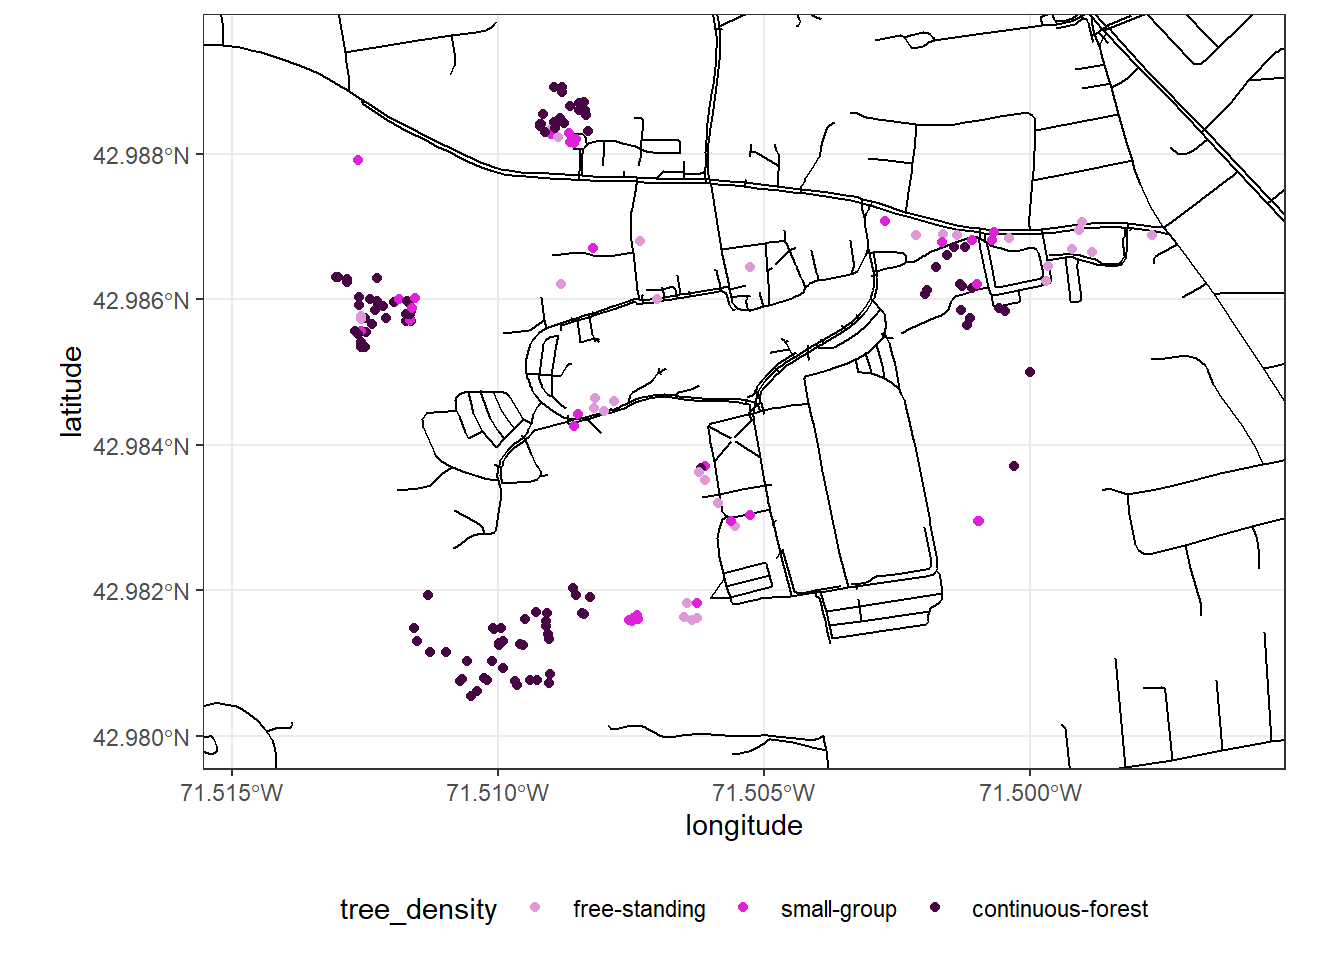 42.988°N
42.986°N
42.984°N
42.982°N
42.980°N
latitude
71.515°W 71.510°W 71.505°W 71.500°W
longitude
tree_density free-standing small-group continuous-forest